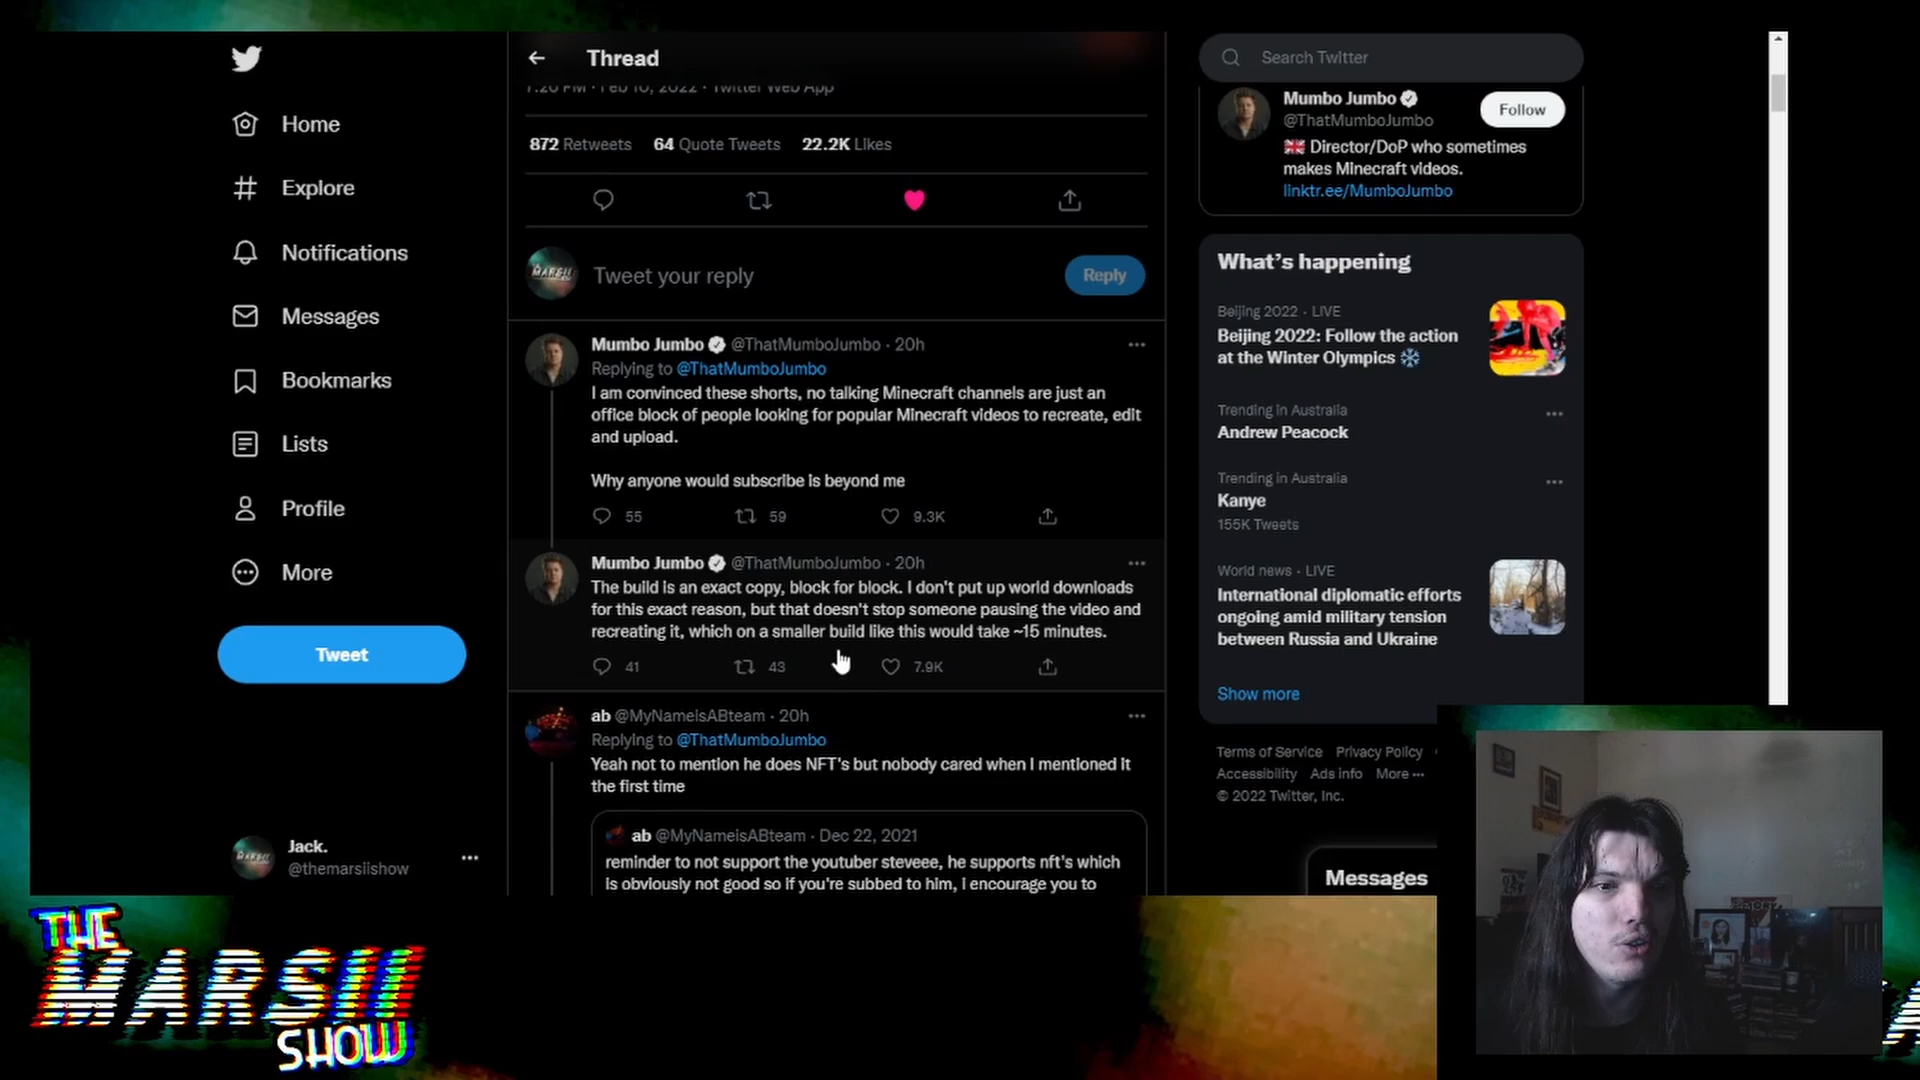 Home
Explore
Notifications
Messages
Bookmarks
Lists
Profile
More
Tweet
Jack.
@themarsiishow
Thread
7:20 PM · Feb 10, 2022 · Twitter Web App
872 Retweets 64 Quote Tweets 22.2K Likes
Tweet your reply
Reply
Mumbo Jumbo @ThatMumboJumbo · 20h
Replying to @ThatMumboJumbo
I am convinced these shorts, no talking Minecraft channels are just an
office block of people looking for popular Minecraft videos to recreate, edit
and upload.
Why anyone would subscribe is beyond me
55 59 9.3K
Mumbo Jumbo @ThatMumboJumbo · 20h
The build is an exact copy, block for block. I don't put up world downloads
for this exact reason, but that doesn't stop someone pausing the video and
recreating it, which on a smaller build like this would take ~15 minutes.
41 43 7.9K
ab @MyNameisABteam · 20h
Replying to @ThatMumboJumbo
Yeah not to mention he does NFT's but nobody cared when I mentioned it
the first time
ab @MyNameisABteam · Dec 22, 2021
reminder to not support the youtuber steveee, he supports nft's which
is obviously not good so if you're subbed to him, i encourage you to
Search Twitter
Mumbo Jumbo
@ThatMumboJumbo
Follow
Director/DoP who sometimes
makes Minecraft videos.
linktr.ee/MumboJumbo
What's happening
Beijing 2022 · LIVE
Beijing 2022: Follow the action
at the Winter Olympics
Trending in Australia
Andrew Peacock
Trending in Australia
Kanye
155K Tweets
World news · LIVE
International diplomatic efforts
ongoing amid military tension
between Russia and Ukraine
Show more
Terms of Service Privacy Policy
Accessibility Ads info More
© 2022 Twitter, Inc.
Messages
THE
MARSII
SHOW